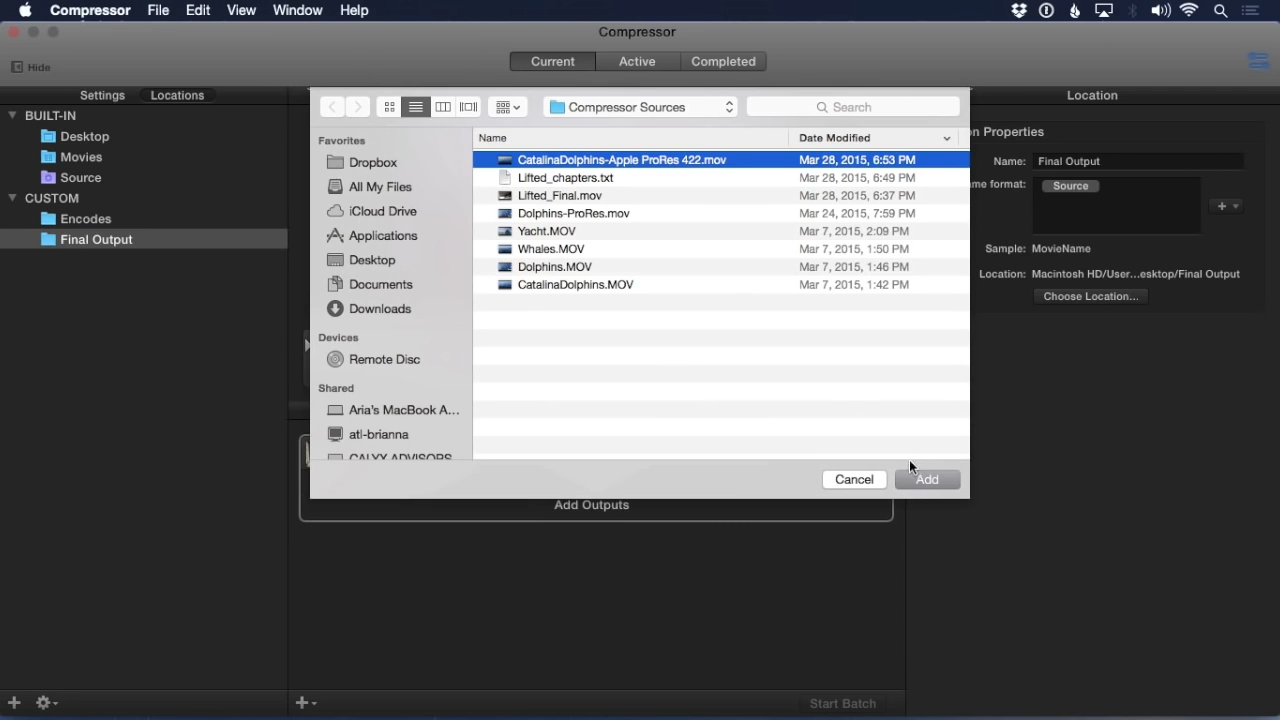 Compressor File Edit View Window Help
Compressor
Hide
Current Active Completed
Settings Locations
BUILT-IN
Desktop
Movies
Source
CUSTOM
Encodes
Final Output
Compressor Sources
Search
Favorites
Dropbox
All My Files
iCloud Drive
Applications
Desktop
Documents
Downloads
Devices
Remote Disc
Shared
Aria's MacBook A...
atl-brianna
CALYX ADVISORS
Name Date Modified
CatalinaDolphins-Apple ProRes 422.mov Mar 28, 2015, 6:53 PM
Lifted_chapters.txt Mar 28, 2015, 6:49 PM
Lifted_Final.mov Mar 28, 2015, 6:37 PM
Dolphins-ProRes.mov Mar 24, 2015, 7:59 PM
Yacht.MOV Mar 7, 2015, 2:09 PM
Whales.MOV Mar 7, 2015, 1:50 PM
Dolphins.MOV Mar 7, 2015, 1:46 PM
CatalinaDolphins.MOV Mar 7, 2015, 1:42 PM
Cancel Add
Add Outputs
Start Batch
Location
on Properties
Name: Final Output
me format: Source
Sample: MovieName
Location: Macintosh HD/User...esktop/Final Output
Choose Location...